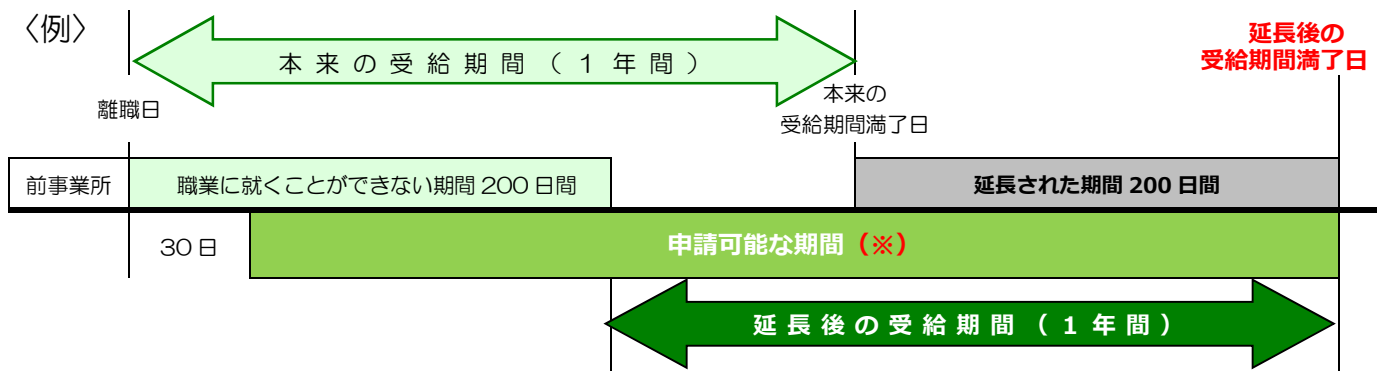 〈例〉
本来の受給期間（１年間）
延長後の
受給期間満了日
離職日
本来の
受給期間満了日
前事業所
職業に就くことができない期間 200 日間
延長された期間 200 日間
30 日
申請可能な期間（※）
延長後の受給期間（１年間）